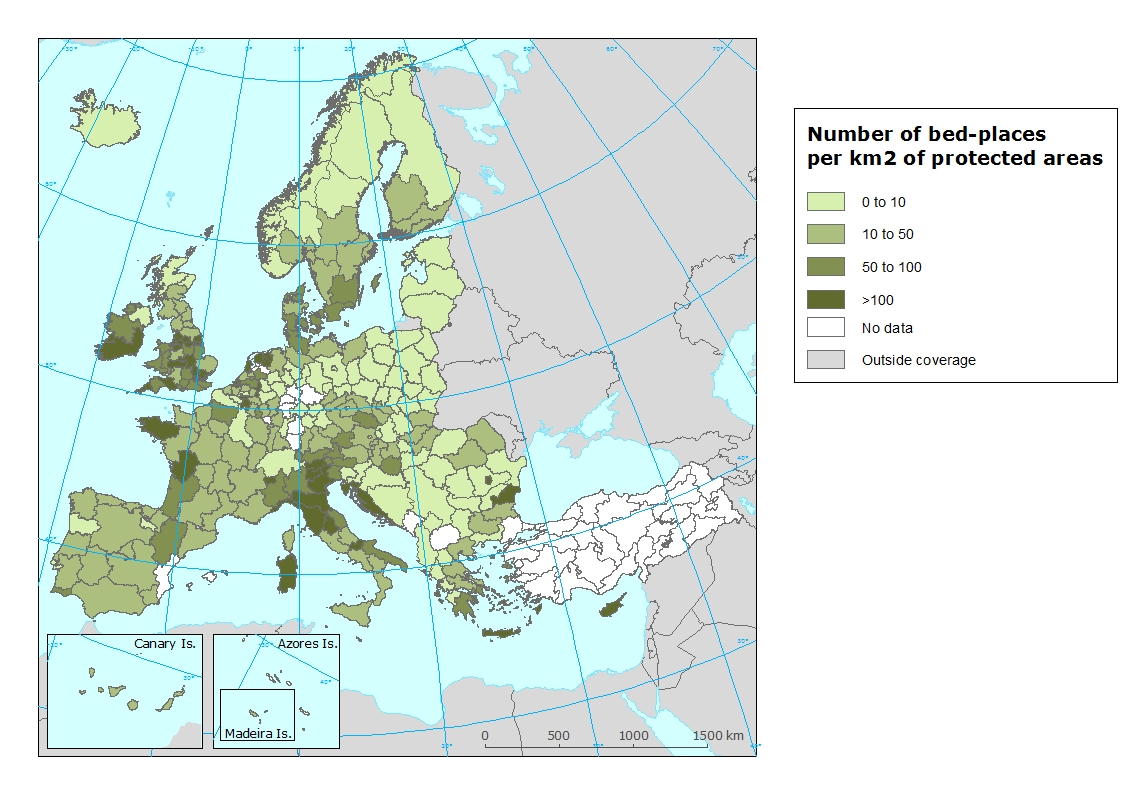 Number of bed-places
per km2 of protected areas
0 to 10
10 to 50
50 to 100
>100
No data
Outside coverage
Canary Is.
Azores Is.
Madeira Is.
0
500
1000
1500 km